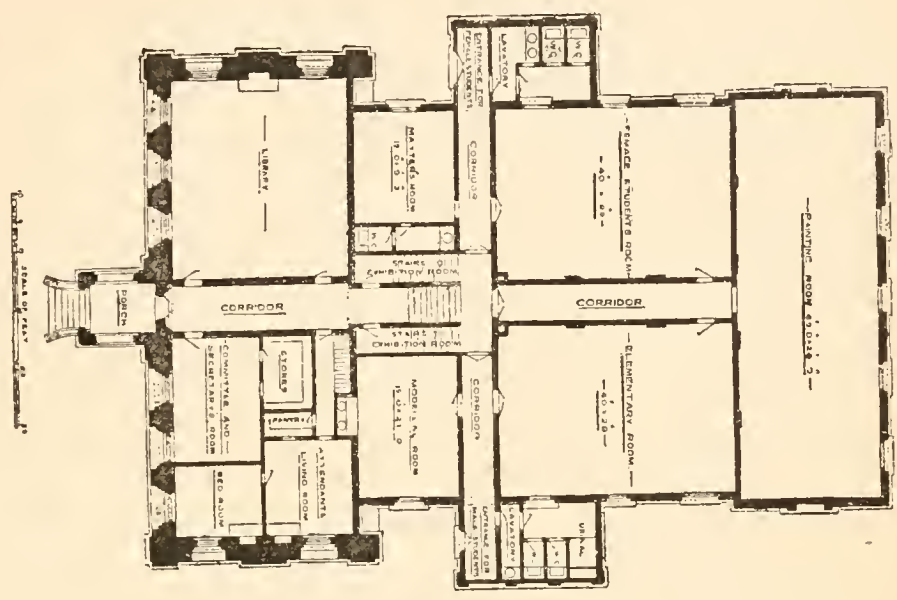 ENTRANCE FOR
FEMALE STUDENTS
LAVATORY
W.C
W.C
LIBRARY
MASTERS ROOM
CORRIDOR
FEMALE STUDENTS ROOM
PAINTING ROOM
W.C
STAIRS TO
EXHIBITION ROOM
SCALE OF FEET
PORCH
CORRIDOR
CORRIDOR
STAIRS TO
EXHIBITION ROOM
COMMITTEE AND
SECRETARYS ROOM
STORES
PANTRY
MODELLING ROOM
CORRIDOR
ELEMENTARY ROOM
BED ROOM
ATTENDANTS
LIVING ROOM
ENTRANCE FOR
MALE STUDENTS
LAVATORY
W.C
URINAL